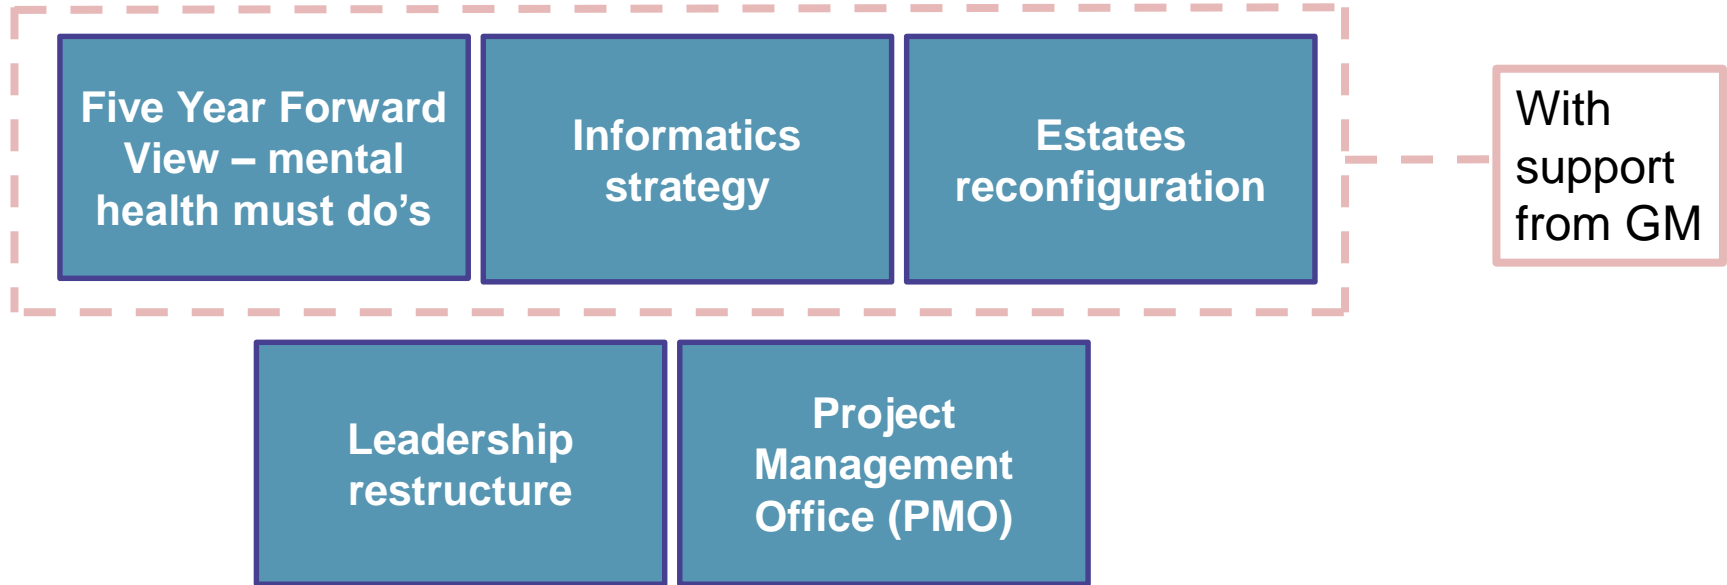 Five Year Forward
View – mental
health must do’s
Informatics
strategy
Estates
reconfiguration
With
support
from GM
Leadership
restructure
Project
Management
Office (PMO)